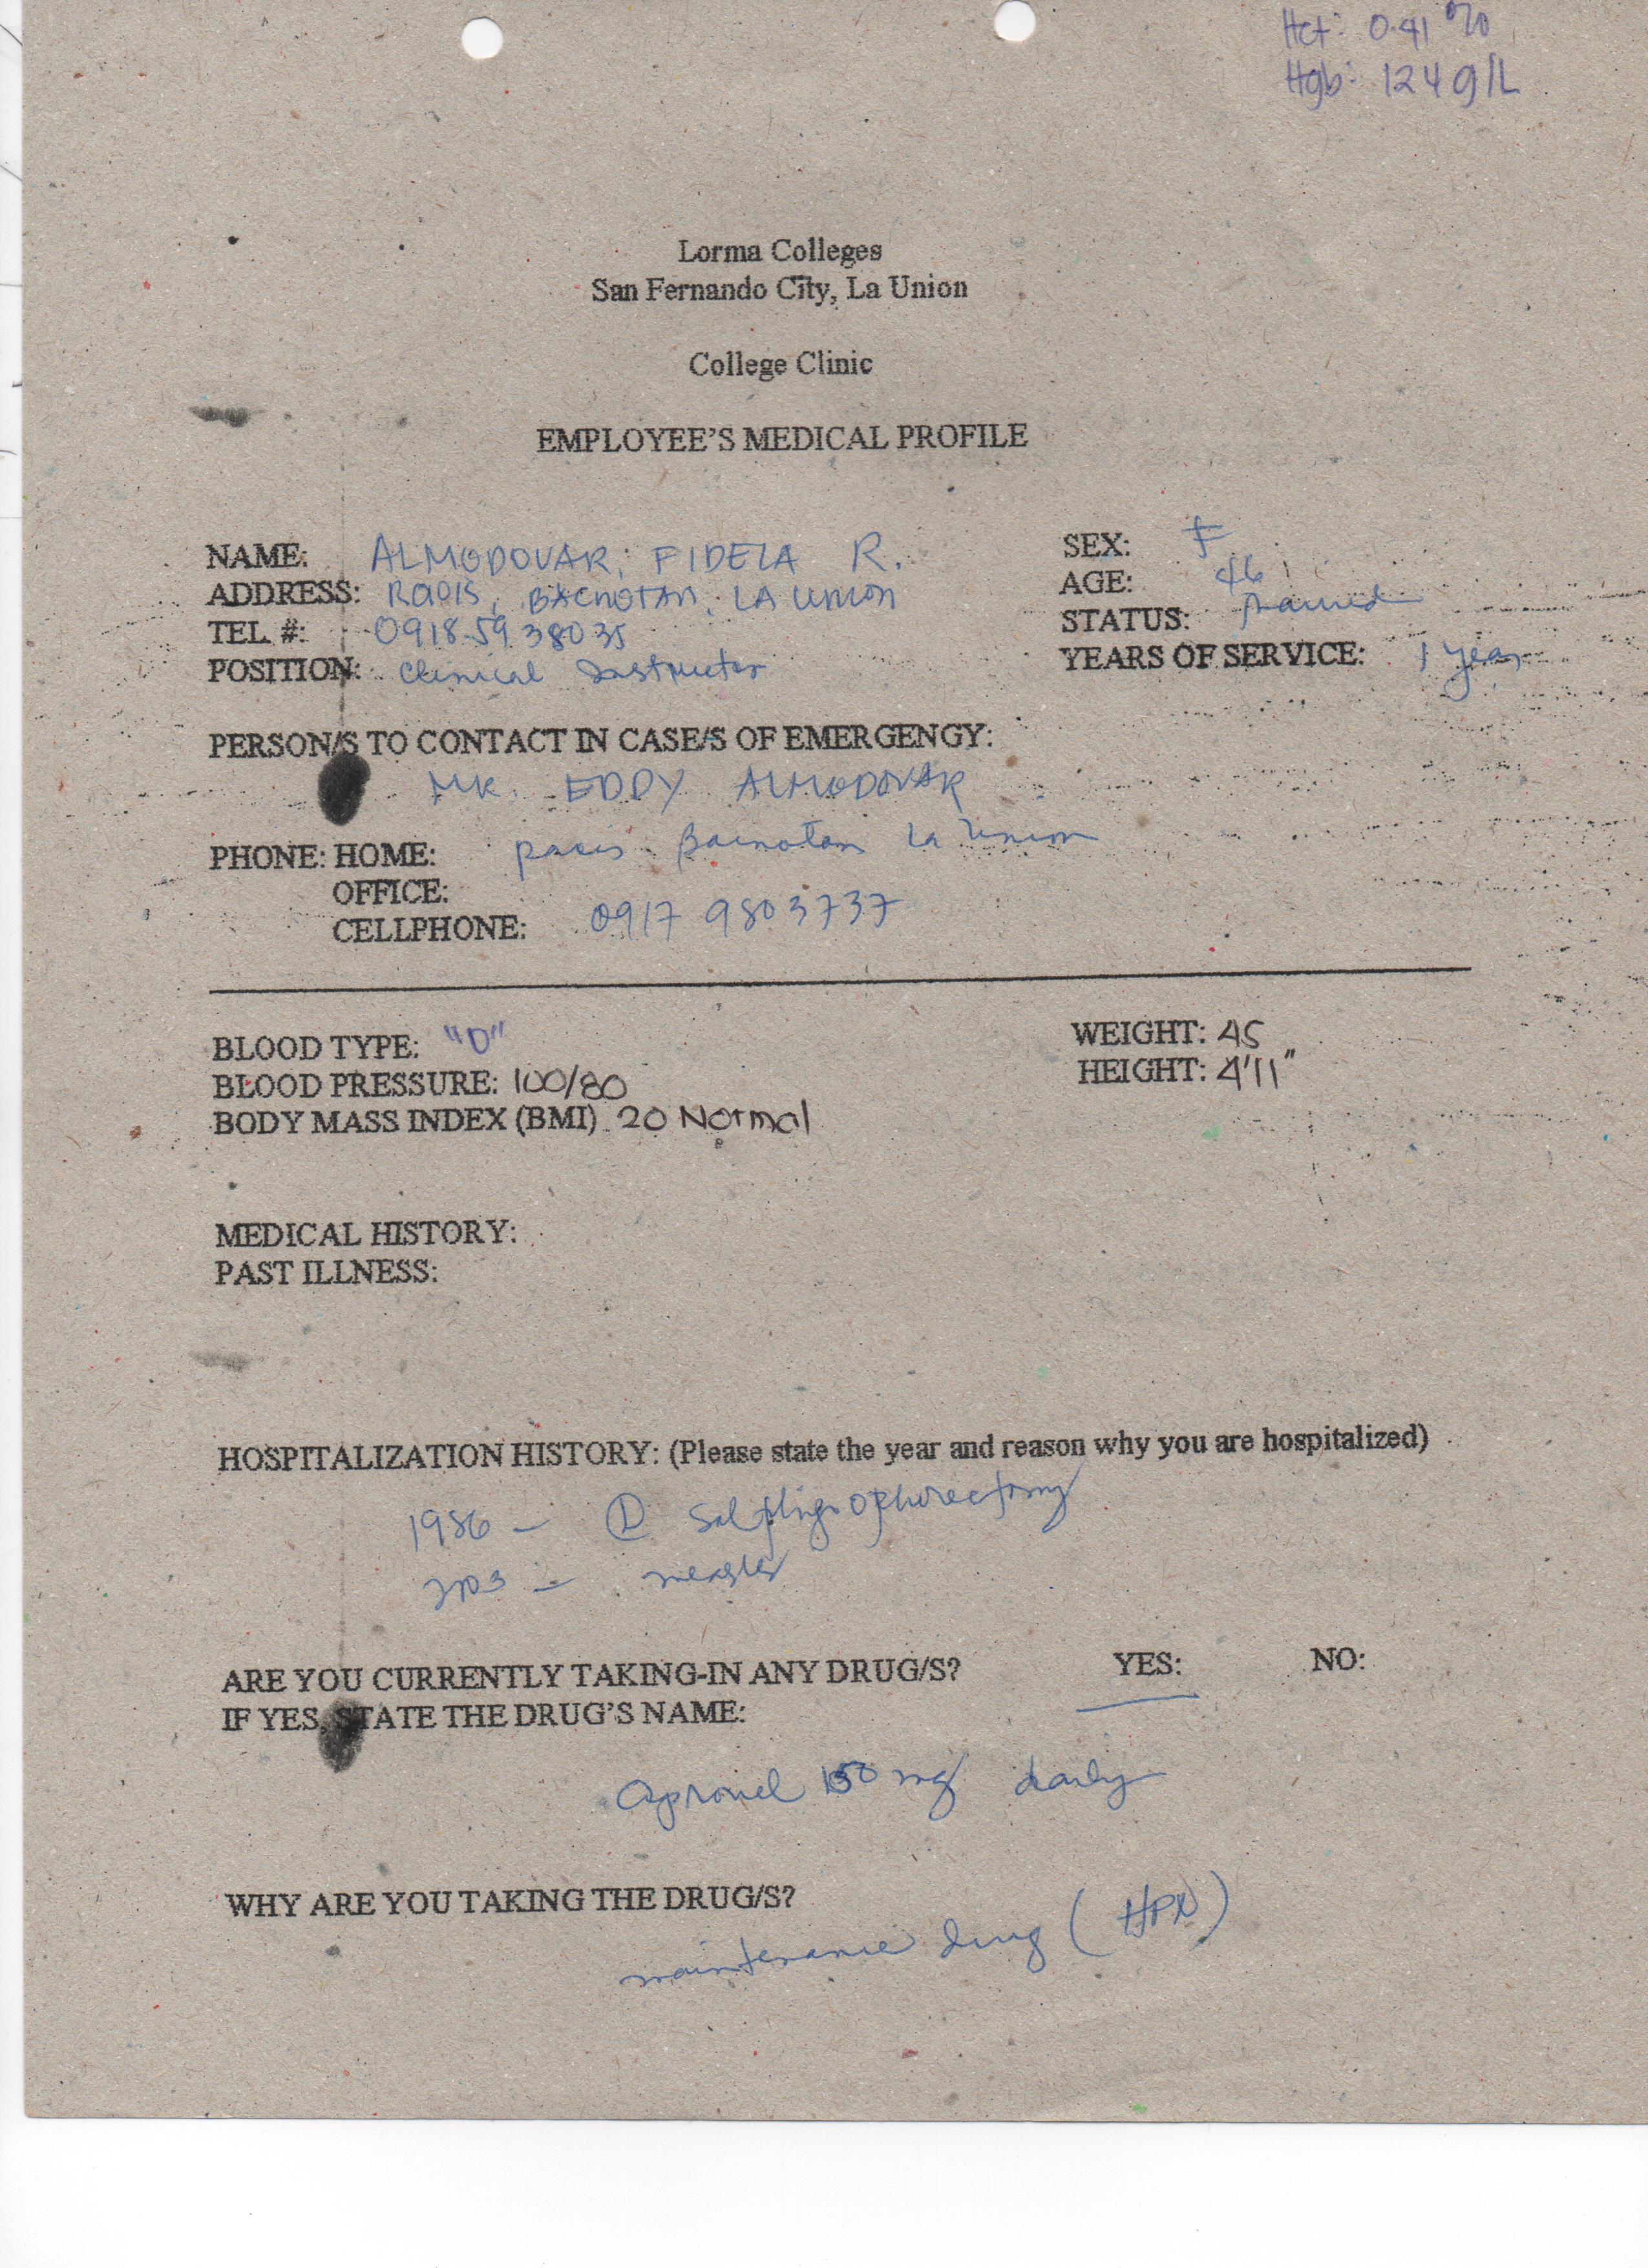 Hct: 0.41 %
Hgb: 124 g/L
Lorma Colleges
San Fernando City, La Union
College Clinic
EMPLOYEE'S MEDICAL PROFILE
NAME: ALMODOVAR, FIDELA R.
SEX: F
ADDRESS: BACNOTAN, LA UNION
AGE: 46
TEL #: 0918-5938035
STATUS: married
POSITION: Clinical Instructor
YEARS OF SERVICE: 1 year
PERSON/S TO CONTACT IN CASE/S OF EMERGENGY:
MR. EDDY ALMODOVAR
PHONE: HOME: Bacnotan La Union
OFFICE:
CELLPHONE: 0917 9803737
BLOOD TYPE: "O"
WEIGHT: 45
BLOOD PRESSURE: 100/80
HEIGHT: 4'11"
BODY MASS INDEX (BMI) 20 Normal
MEDICAL HISTORY:
PAST ILLNESS:
HOSPITALIZATION HISTORY: (Please state the year and reason why you are hospitalized)
1986 - Salphingophorectomy
2003 - measles
ARE YOU CURRENTLY TAKING-IN ANY DRUG/S? YES: NO:
IF YES, STATE THE DRUG'S NAME:
Aprovel 150 mg daily
WHY ARE YOU TAKING THE DRUG/S?
maintenance drug (HPN)